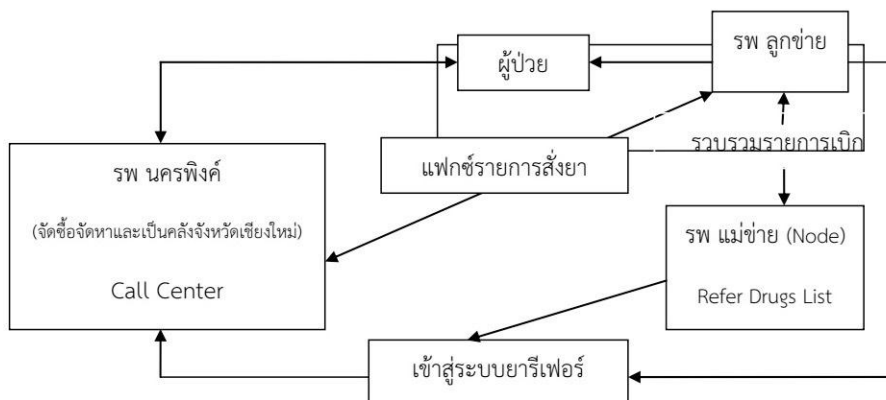 รพ ลูกข่าย
ผู้ป่วย
แฟกซ์รายการสั่งยา
รวบรวมรายการเบิก
รพ นครพิงค์
(จัดซื้อจัดหาและเป็นคลังจังหวัดเชียงใหม่)
Call Center
รพ แม่ข่าย (Node)
Refer Drugs List
เข้าสู่ระบบยารีเฟอร์